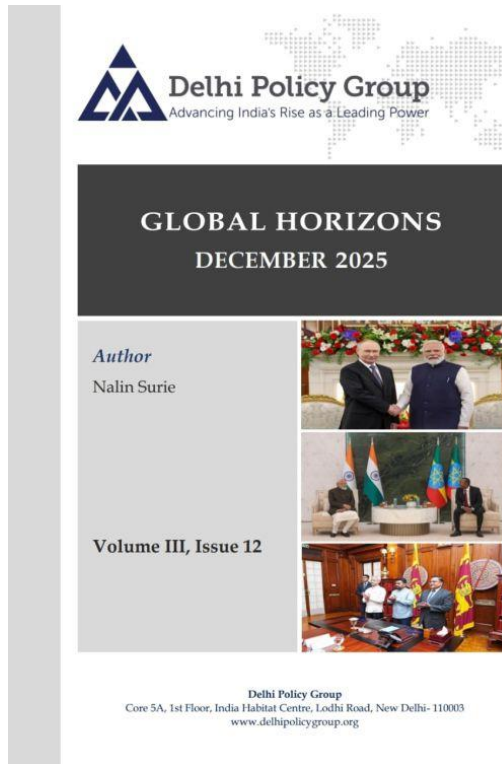 Delhi Policy Group
Advancing India's Rise as a Leading Power
GLOBAL HORIZONS
DECEMBER 2025
Author
Nalin Surie
Volume III, Issue 12
Delhi Policy Group
Core 5A, 1st Floor, India Habitat Centre, Lodhi Road, New Delhi- 110003
www.delhipolicygroup.org